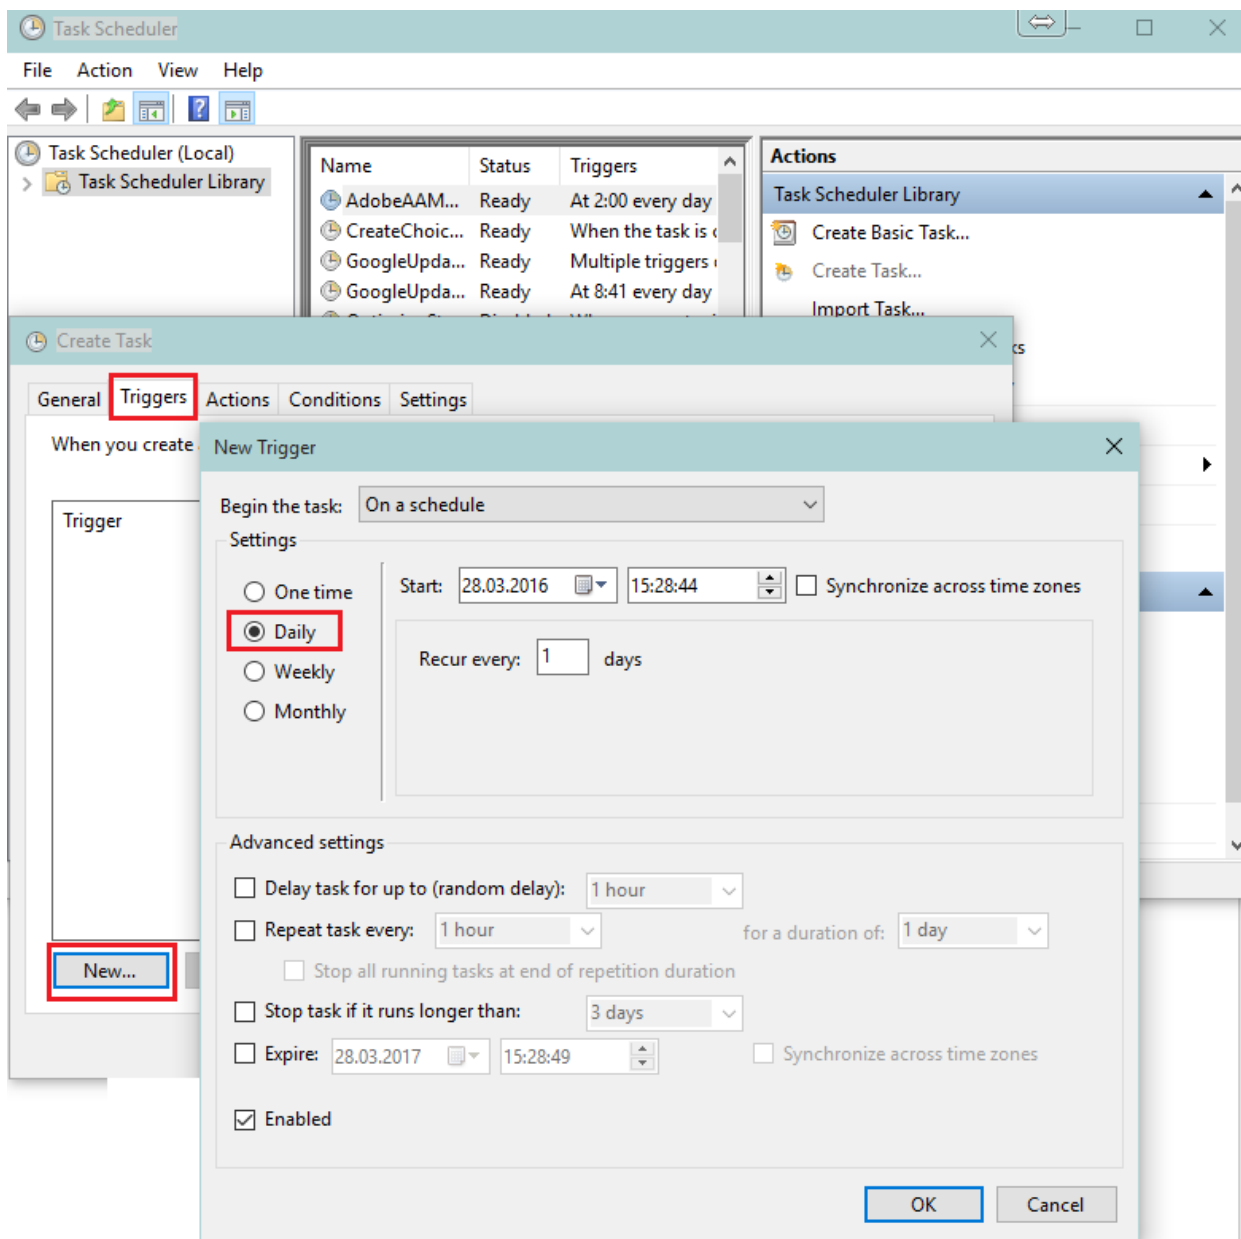 Task Scheduler
File Action View Help
Task Scheduler (Local)
Task Scheduler Library
Name Status Triggers
AdobeAAM... Ready At 2:00 every day
CreateChoic... Ready When the task is
GoogleUpda... Ready Multiple triggers
GoogleUpda... Ready At 8:41 every day
Actions
Task Scheduler Library
Create Basic Task...
Create Task...
Import Task...
Create Task
General Triggers Actions Conditions Settings
When you create
Trigger
New...
New Trigger
Begin the task: On a schedule
Settings
One time
Daily
Weekly
Monthly
Start: 28.03.2016 15:28:44 Synchronize across time zones
Recur every: 1 days
Advanced settings
Delay task for up to (random delay): 1 hour
Repeat task every: 1 hour for a duration of: 1 day
Stop all running tasks at end of repetition duration
Stop task if it runs longer than: 3 days
Expire: 28.03.2017 15:28:49 Synchronize across time zones
Enabled
OK Cancel